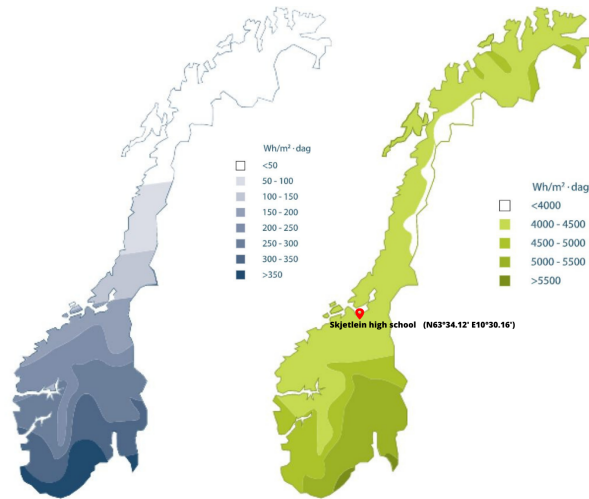 Wh/m² · dag
<50
50 - 100
100 - 150
150 - 200
200 - 250
250 - 300
300 - 350
>350
Wh/m² · dag
<4000
4000 - 4500
4500 - 5000
5000 - 5500
>5500
Skjetlein high school (N63°34.12' E10°30.16')